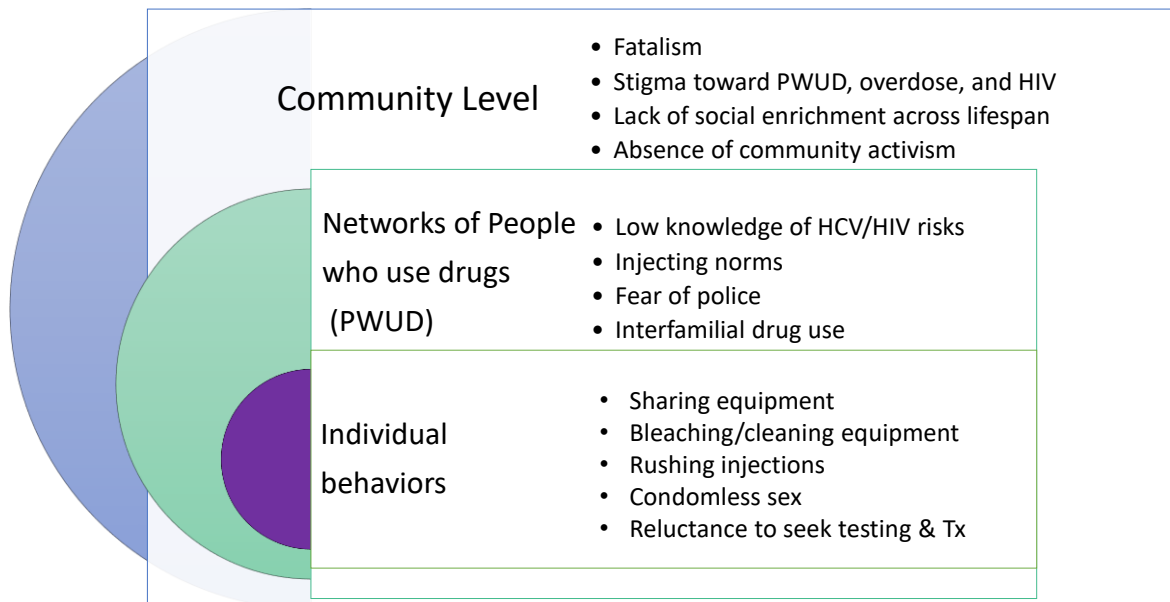 Community Level
• Fatalism
• Stigma toward PWUD, overdose, and HIV
• Lack of social enrichment across lifespan
• Absence of community activism
Networks of People
who use drugs
(PWUD)
• Low knowledge of HCV/HIV risks
• Injecting norms
• Fear of police
• Interfamilial drug use
Individual
behaviors
• Sharing equipment
• Bleaching/cleaning equipment
• Rushing injections
• Condomless sex
• Reluctance to seek testing & Tx